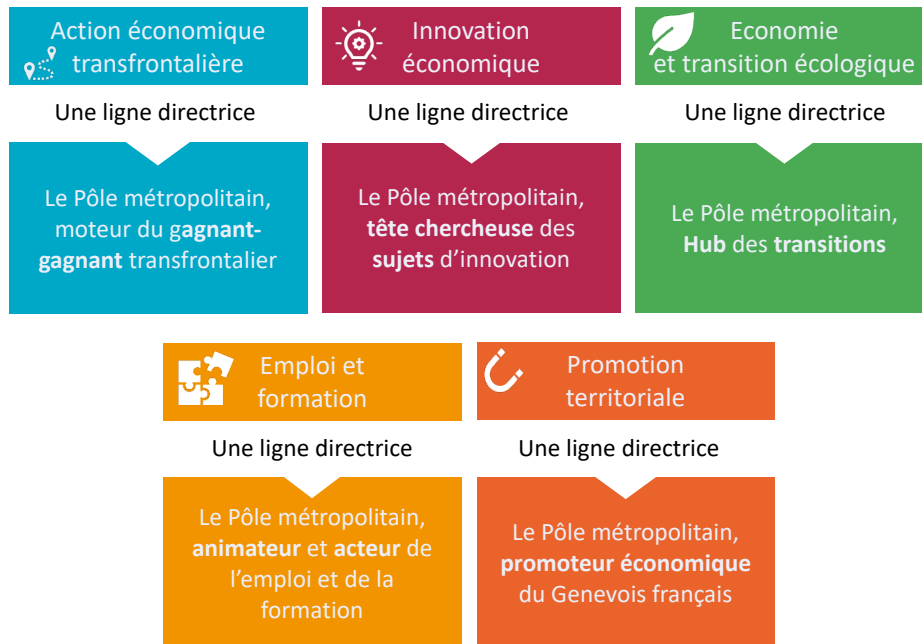 Action économique
transfrontalière
Une ligne directrice
Le Pôle métropolitain,
moteur du gagnant-
gagnant transfrontalier
Innovation
économique
Une ligne directrice
Le Pôle métropolitain,
tête chercheuse des
sujets d’innovation
Economie
et transition écologique
Une ligne directrice
Le Pôle métropolitain,
Hub des transitions
Emploi et
formation
Une ligne directrice
Le Pôle métropolitain,
animateur et acteur de
l’emploi et de la
formation
Promotion
territoriale
Une ligne directrice
Le Pôle métropolitain,
promoteur économique
du Genevois français